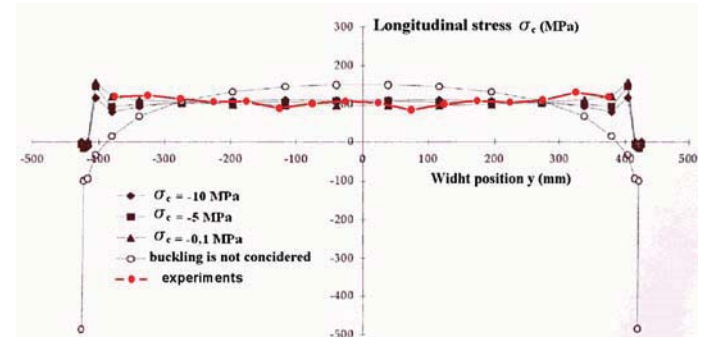 Longitudinal stress σc (MPa)
300
200
100
0
-500 -400 -300 -200 -100 0 100 200 300 400 500
Widht position y (mm)
-100
-200
-300
-400
-500
σc = -10 MPa
σc = -5 MPa
σc = -0,1 MPa
buckling is not concidered
experiments